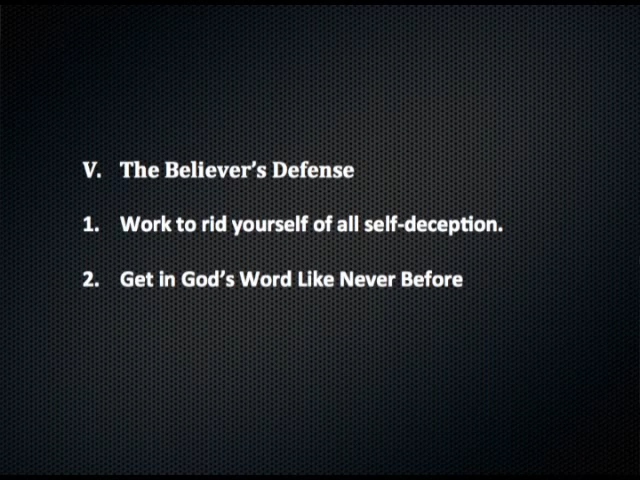 V. The Believer’s Defense
1. Work to rid yourself of all self-deception.
2. Get in God’s Word Like Never Before